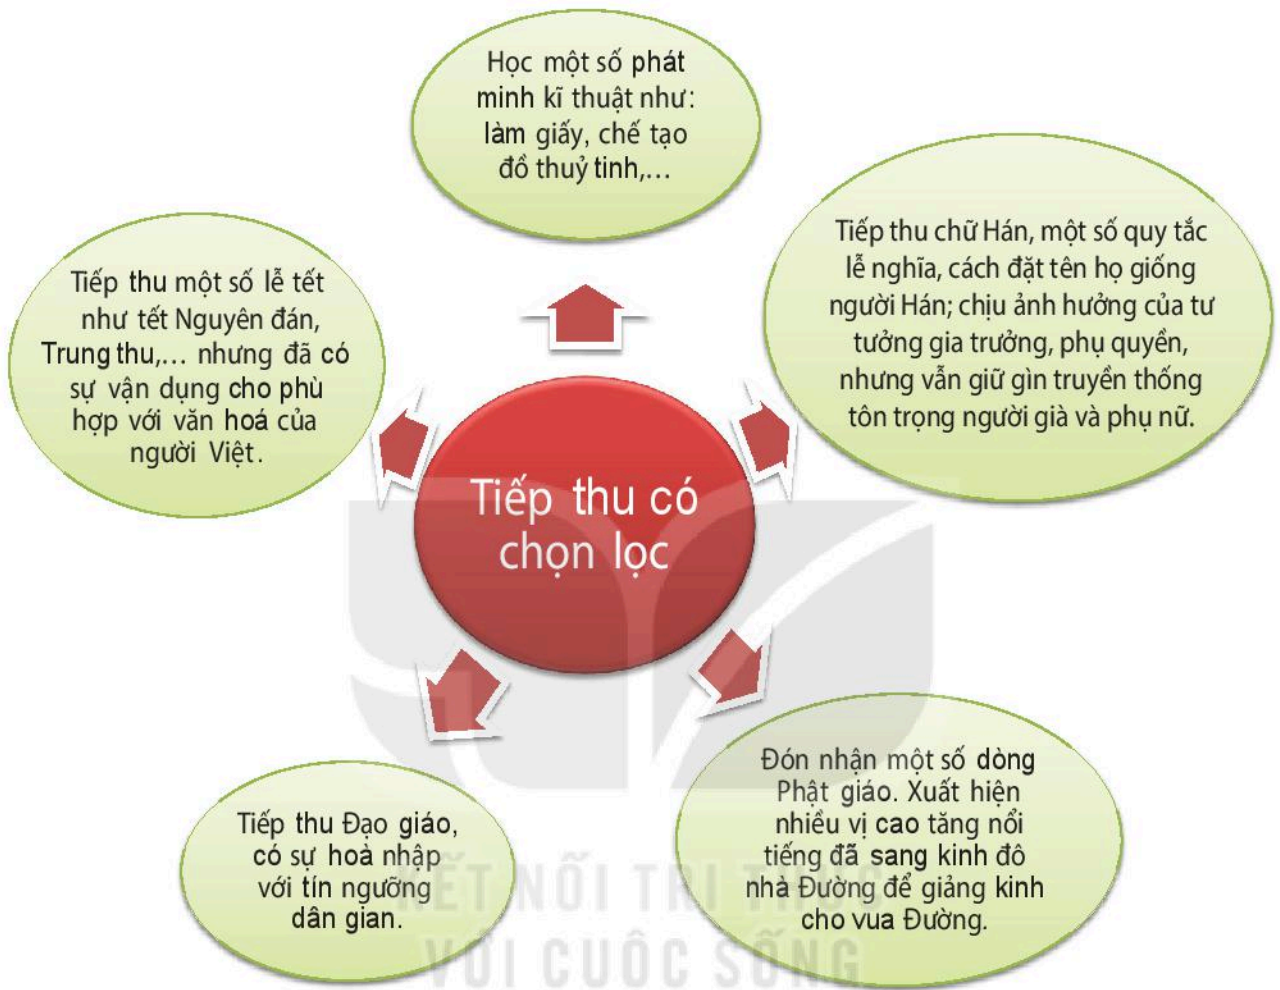 Học một số phát
minh kĩ thuật như:
làm giấy, chế tạo
đồ thuỷ tinh,...
Tiếp thu chữ Hán, một số quy tắc
lễ nghĩa, cách đặt tên họ giống
người Hán; chịu ảnh hưởng của tư
tưởng gia trưởng, phụ quyền,
nhưng vẫn giữ gìn truyền thống
tôn trọng người già và phụ nữ.
Tiếp thu một số lễ tết
như tết Nguyên đán,
Trung thu,... nhưng đã có
sự vận dụng cho phù
hợp với văn hoá của
người Việt.
Tiếp thu có
chọn lọc
Đón nhận một số dòng
Phật giáo. Xuất hiện
nhiều vị cao tăng nổi
tiếng đã sang kinh đô
nhà Đường để giảng kinh
cho vua Đường.
Tiếp thu Đạo giáo,
có sự hoà nhập
với tín ngưỡng
dân gian.
KẾT NỐI TRI THỨC
VỚI CUỘC SỐNG